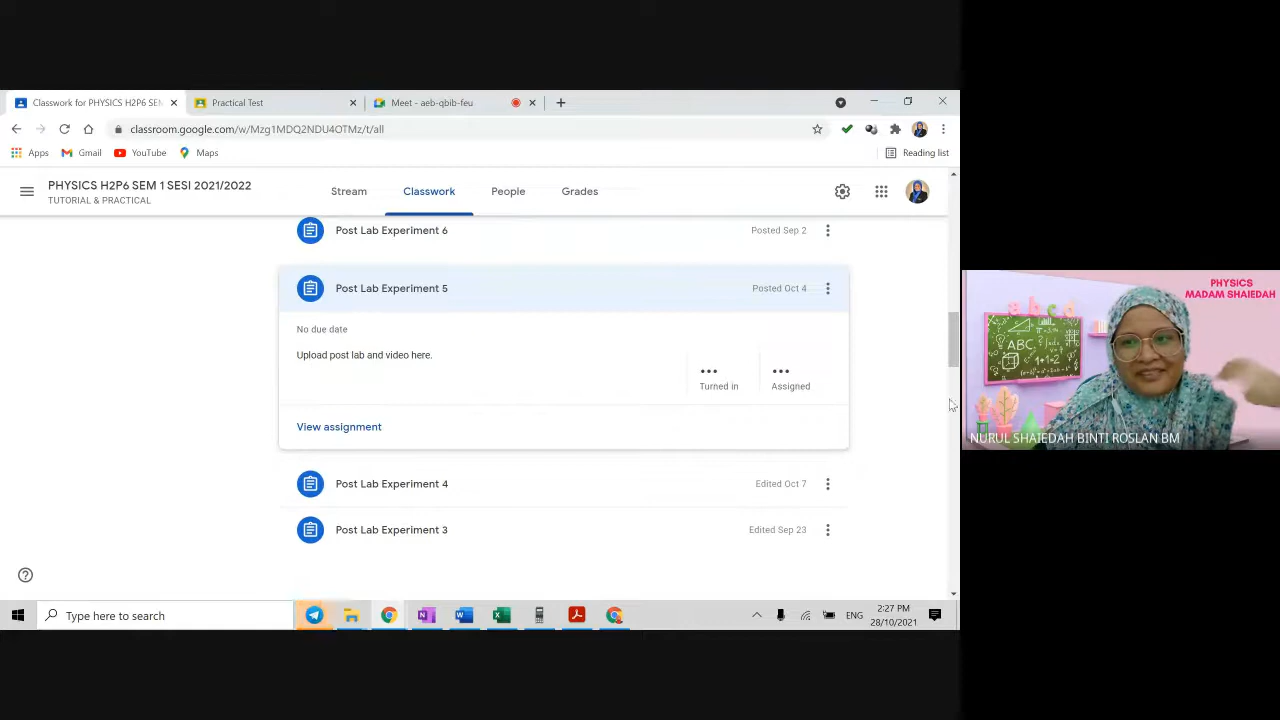 Classwork for PHYSICS H2P6 SEM
Practical Test
Meet - aeb-qbib-feu
classroom.google.com/w/Mzg1MDQ2NDU4OTMz/t/all
Apps
Gmail
YouTube
Maps
Reading list
PHYSICS H2P6 SEM 1 SESI 2021/2022
TUTORIAL & PRACTICAL
Stream
Classwork
People
Grades
Post Lab Experiment 6
Posted Sep 2
Post Lab Experiment 5
Posted Oct 4
No due date
Upload post lab and video here.
Turned in
Assigned
View assignment
Post Lab Experiment 4
Edited Oct 7
Post Lab Experiment 3
Edited Sep 23
Type here to search
ENG
2:27 PM
28/10/2021
PHYSICS
MADAM SHAIEDAH
abcd
ABC
1+1=2
NURUL SHAIEDAH BINTI ROSLAN BM